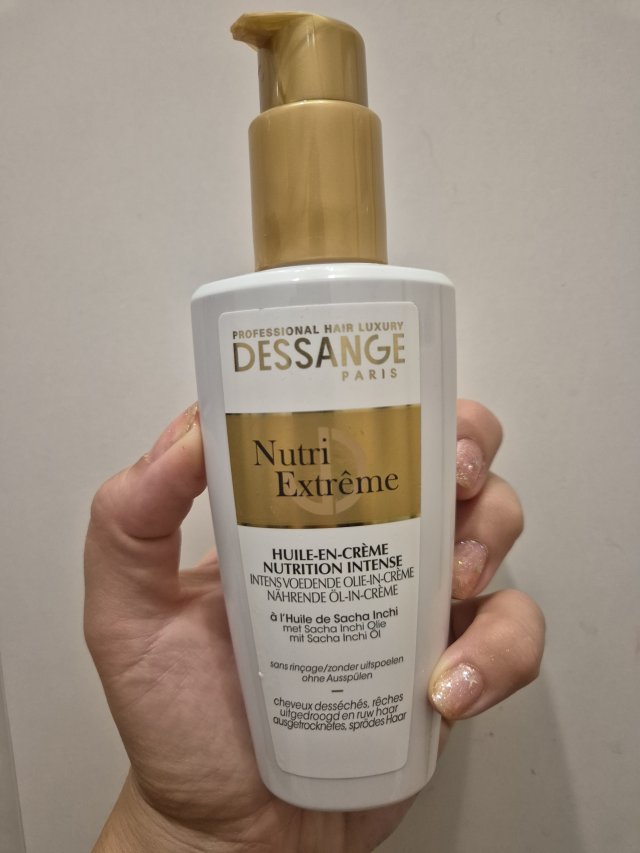 PROFESSIONAL HAIR LUXURY
DESSANGE
PARIS
Nutri
Extrême
HUILE-EN-CRÈME
NUTRITION INTENSE
INTENS VOEDENDE OLIE-IN-CRÈME
NÄHRENDE ÖL-IN-CRÈME
à l'Huile de Sacha Inchi
met Sacha Inchi Olie
mit Sacha Inchi Öl
sans rinçage/zonder uitspoelen
ohne Ausspülen
cheveux desséchés, rêches
uitgedroogd en ruw haar
ausgetrocknetes, sprödes Haar